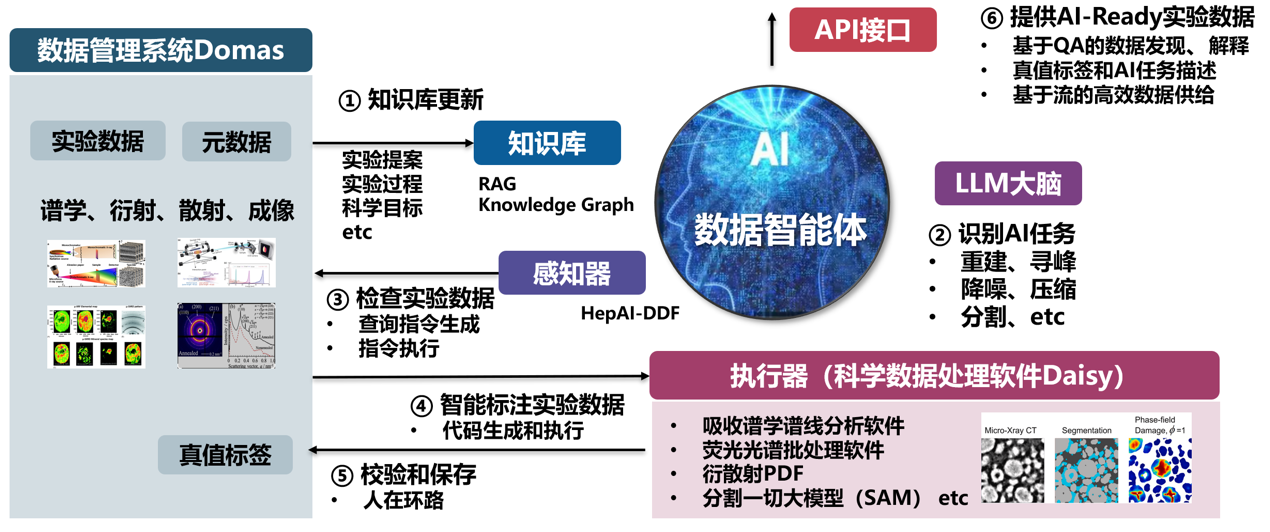 数据管理系统Domas
实验数据
元数据
谱学、衍射、散射、成像
真值标签
① 知识库更新
实验提案
实验过程
科学目标
etc
知识库
RAG
Knowledge Graph
感知器
HepAI-DDF
③ 检查实验数据
• 查询指令生成
• 指令执行
④ 智能标注实验数据
• 代码生成和执行
⑤ 校验和保存
• 人在环路
AI
数据智能体
API接口
⑥ 提供AI-Ready实验数据
• 基于QA的数据发现、解释
• 真值标签和AI任务描述
• 基于流的高效数据供给
LLM大脑
② 识别AI任务
• 重建、寻峰
• 降噪、压缩
• 分割、etc
执行器（科学数据处理软件Daisy）
• 吸收谱学谱线分析软件
• 荧光光谱批处理软件
• 衍散射PDF
• 分割一切大模型（SAM） etc
Micro-Xray CT
Segmentation
Phase-field
Damage, ϕ=1